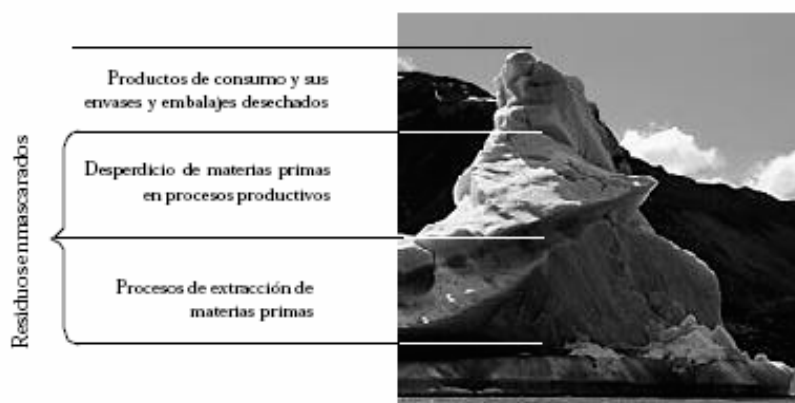 Productos de consumo y sus
envases y embalajes desechados
Desperdicio de materias primas
en procesos productivos
Procesos de extracción de
materias primas
Residuos enmascarados